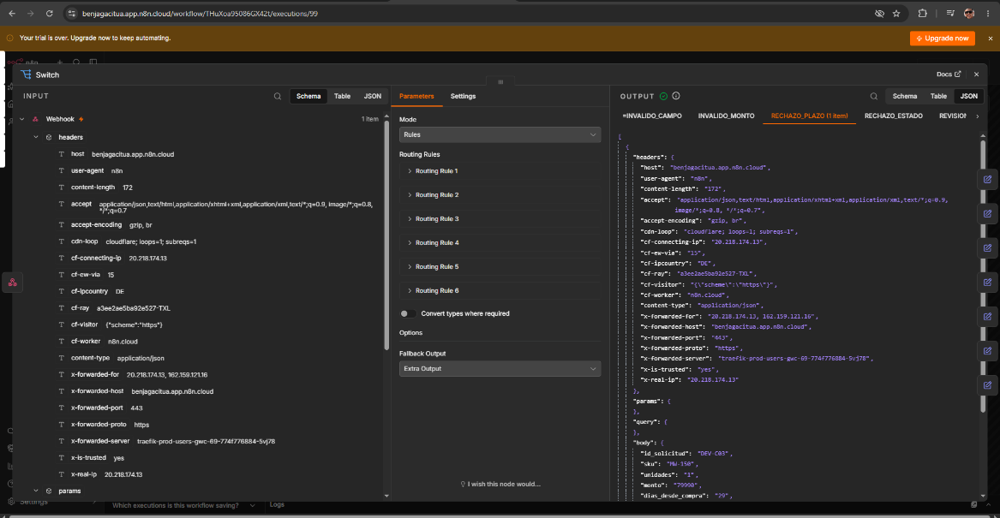 benjagacitua.app.n8n.cloud/workflow/THuXoa95086GX42t/executions/99
Your trial is over. Upgrade now to keep automating.
Upgrade now
n8n
Switch
Docs
INPUT
Schema
Table
JSON
Webhook
1 item
headers
T host benjagacitua.app.n8n.cloud
T user-agent n8n
T content-length 172
T accept application/json,text/html,application/xhtml+xml,application/xml,text/*;q=0.9, image/*;q=0.8,
*/*;q=0.7
T accept-encoding gzip, br
T cdn-loop cloudflare; loops=1; subreqs=1
T cf-connecting-ip 20.218.174.13
T cf-ew-via 15
T cf-ipcountry DE
T cf-ray a3ee2ae5ba92e527-TXL
T cf-visitor {"scheme":"https"}
T cf-worker n8n.cloud
T content-type application/json
T x-forwarded-for 20.218.174.13, 162.159.121.16
T x-forwarded-host benjagacitua.app.n8n.cloud
T x-forwarded-port 443
T x-forwarded-proto https
T x-forwarded-server traefik-prod-users-gwc-69-774f776884-5vj78
T x-is-trusted yes
T x-real-ip 20.218.174.13
params
Parameters
Settings
Mode
Rules
Routing Rules
Routing Rule 1
Routing Rule 2
Routing Rule 3
Routing Rule 4
Routing Rule 5
Routing Rule 6
Convert types where required
Options
Fallback Output
Extra Output
I wish this node would...
OUTPUT
Schema
Table
JSON
=INVALIDO_CAMPO
INVALIDO_MONTO
RECHAZO_PLAZO (1 item)
RECHAZO_ESTADO
REVISION
[
{
"headers": {
"host": "benjagacitua.app.n8n.cloud",
"user-agent": "n8n",
"content-length": "172",
"accept": "application/json,text/html,application/xhtml+xml,application/xml,text/*;q=0.9,
image/*;q=0.8, */*;q=0.7",
"accept-encoding": "gzip, br",
"cdn-loop": "cloudflare; loops=1; subreqs=1",
"cf-connecting-ip": "20.218.174.13",
"cf-ew-via": "15",
"cf-ipcountry": "DE",
"cf-ray": "a3ee2ae5ba92e527-TXL",
"cf-visitor": "{\"scheme\":\"https\"}",
"cf-worker": "n8n.cloud",
"content-type": "application/json",
"x-forwarded-for": "20.218.174.13, 162.159.121.16",
"x-forwarded-host": "benjagacitua.app.n8n.cloud",
"x-forwarded-port": "443",
"x-forwarded-proto": "https",
"x-forwarded-server": "traefik-prod-users-gwc-69-774f776884-5vj78",
"x-is-trusted": "yes",
"x-real-ip": "20.218.174.13"
},
"params": {
},
"query": {
},
"body": {
"id_solicitud": "DEV-C03",
"sku": "MW-150",
"unidades": "1",
"monto": "79990",
"dias_desde_compra": "29",
Settings
Which executions is this workflow saving?
Logs